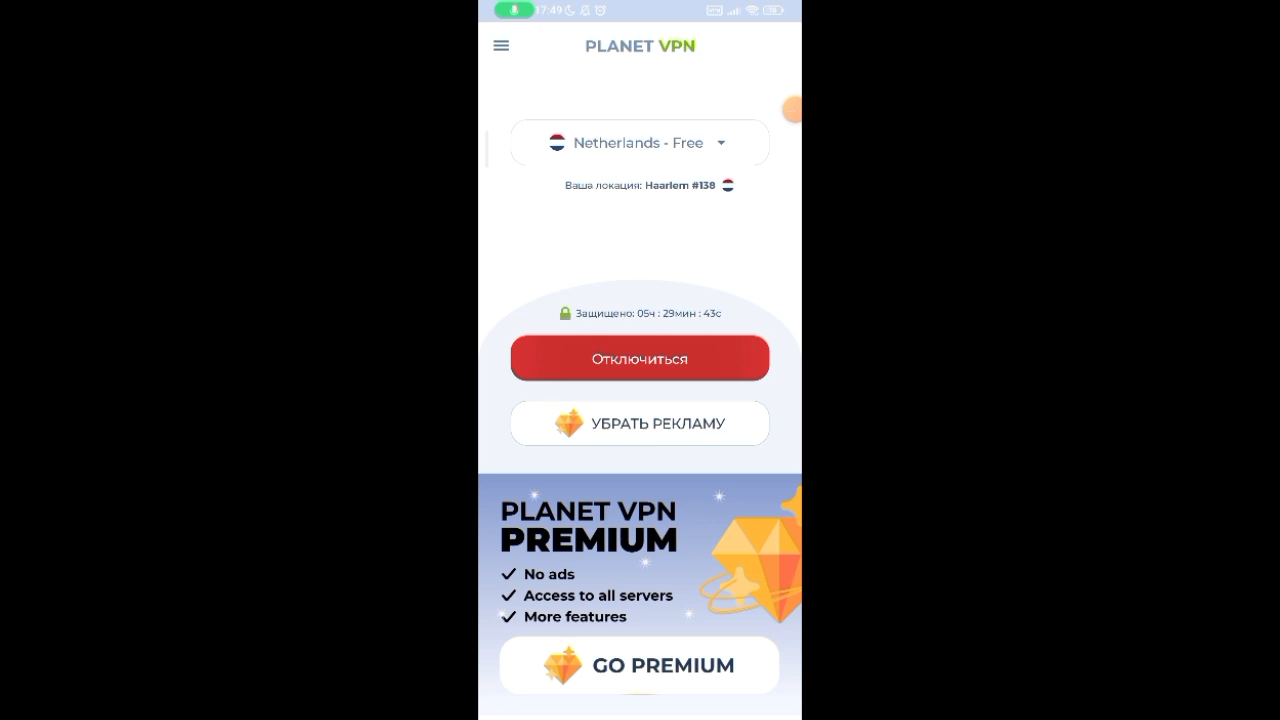 17:49
PLANET VPN
Netherlands - Free
Ваша локация: Haarlem #138
Защищено: 05ч : 29мин : 43с
Отключиться
УБРАТЬ РЕКЛАМУ
PLANET VPN
PREMIUM
No ads
Access to all servers
More features
GO PREMIUM